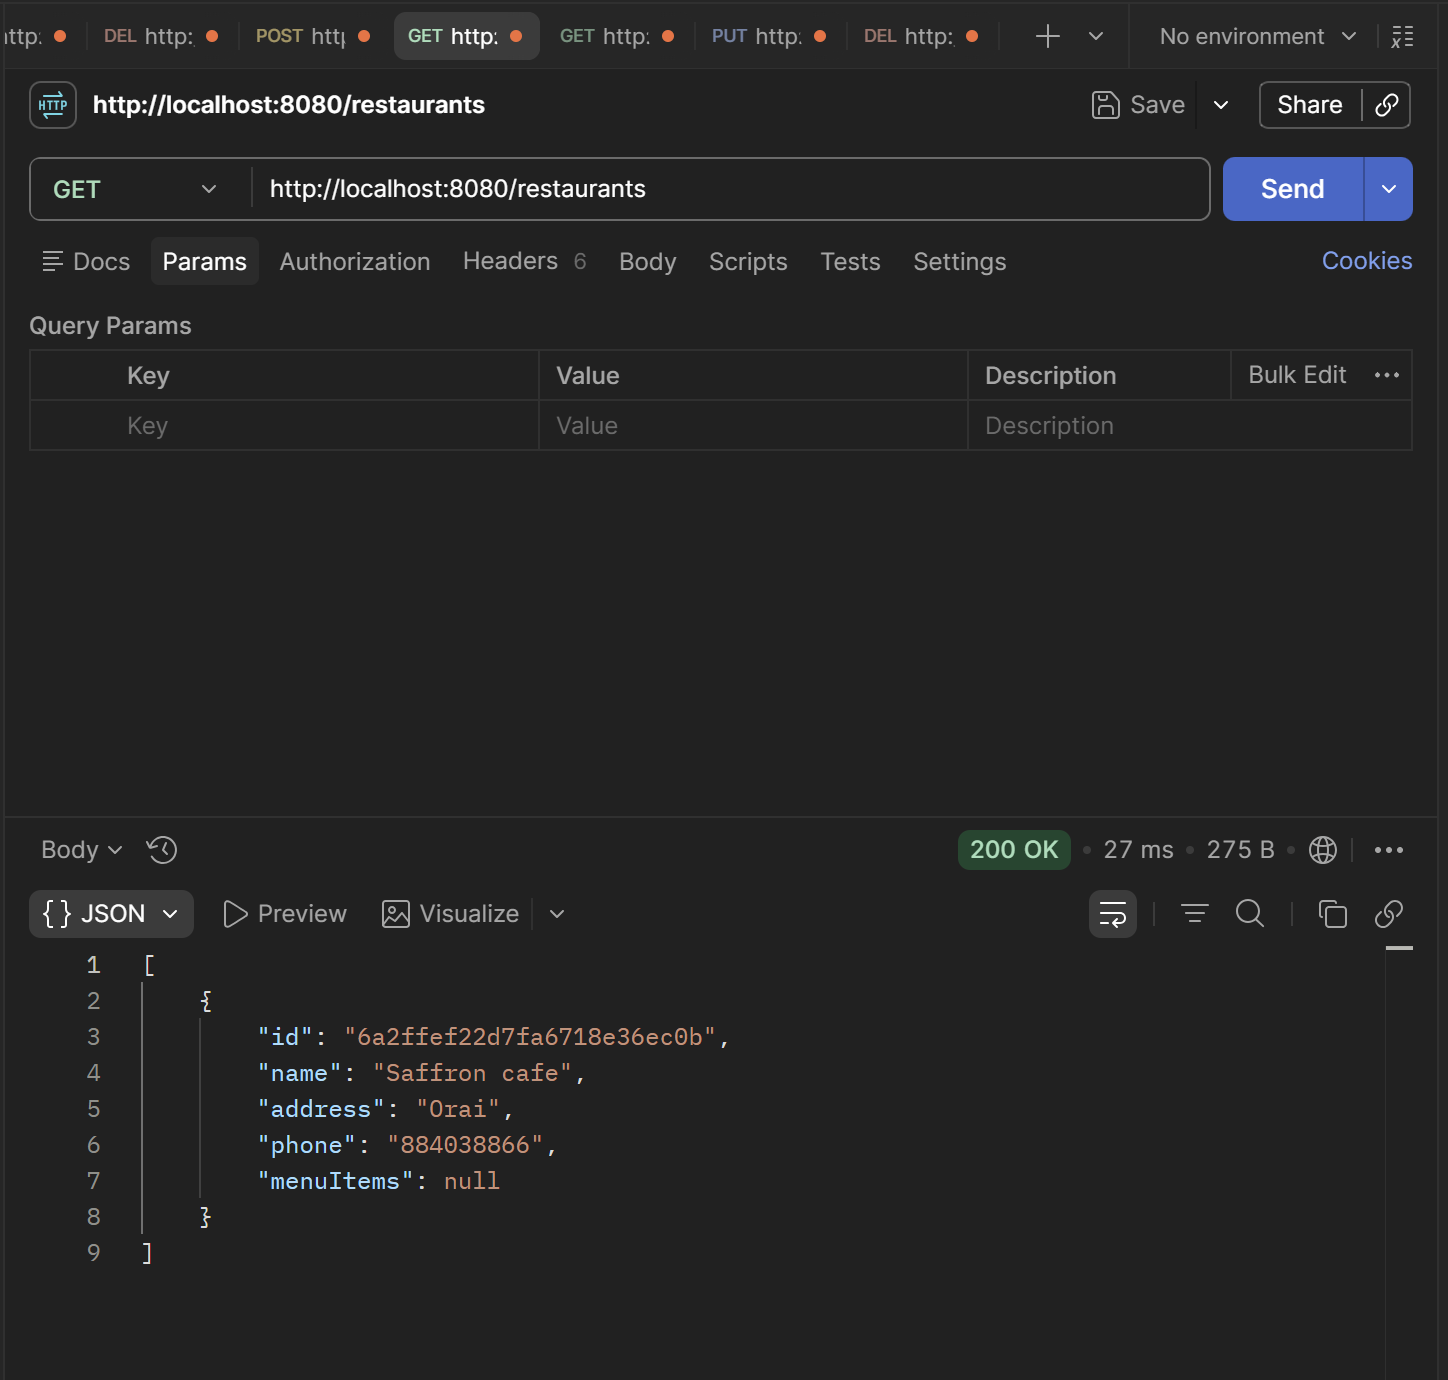 DEL http:
POST
GET http:
GET http:
PUT http:
DEL http:
No environment
HTTP http://localhost:8080/restaurants
Save
Share
GET http://localhost:8080/restaurants
Send
Docs Params Authorization Headers 6 Body Scripts Tests Settings Cookies
Query Params
Key Value Description Bulk Edit
Key Value Description
Body 200 OK • 27 ms • 275 B •
{} JSON Preview Visualize
1 [
2 {
3 "id": "6a2ffef22d7fa6718e36ec0b",
4 "name": "Saffron cafe",
5 "address": "Orai",
6 "phone": "884038866",
7 "menuItems": null
8 }
9 ]